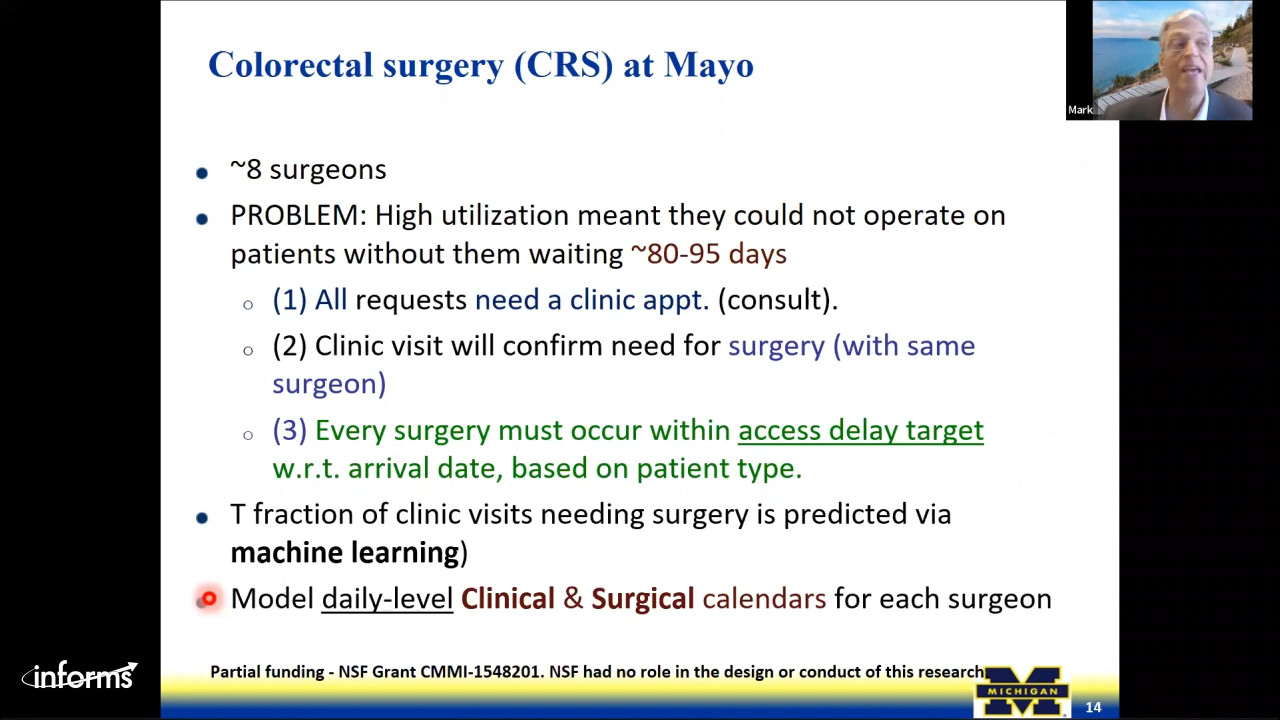 Colorectal surgery (CRS) at Mayo
Mark
~8 surgeons
PROBLEM: High utilization meant they could not operate on
patients without them waiting ~80-95 days
(1) All requests need a clinic appt. (consult).
(2) Clinic visit will confirm need for surgery (with same
surgeon)
(3) Every surgery must occur within access delay target
w.r.t. arrival date, based on patient type.
T fraction of clinic visits needing surgery is predicted via
machine learning)
Model daily-level Clinical & Surgical calendars for each surgeon
Partial funding - NSF Grant CMMI-1548201. NSF had no role in the design or conduct of this research
informs
MICHIGAN
14